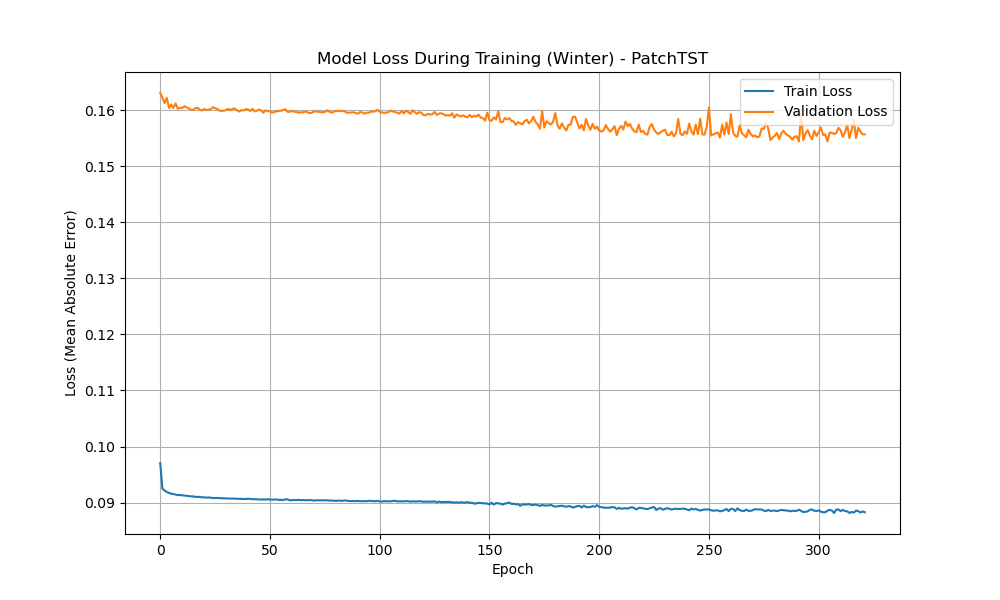 Model Loss During Training (Winter) - PatchTST
Train Loss
Validation Loss
Loss (Mean Absolute Error)
0.16
0.15
0.14
0.13
0.12
0.11
0.10
0.09
0 50 100 150 200 250 300
Epoch